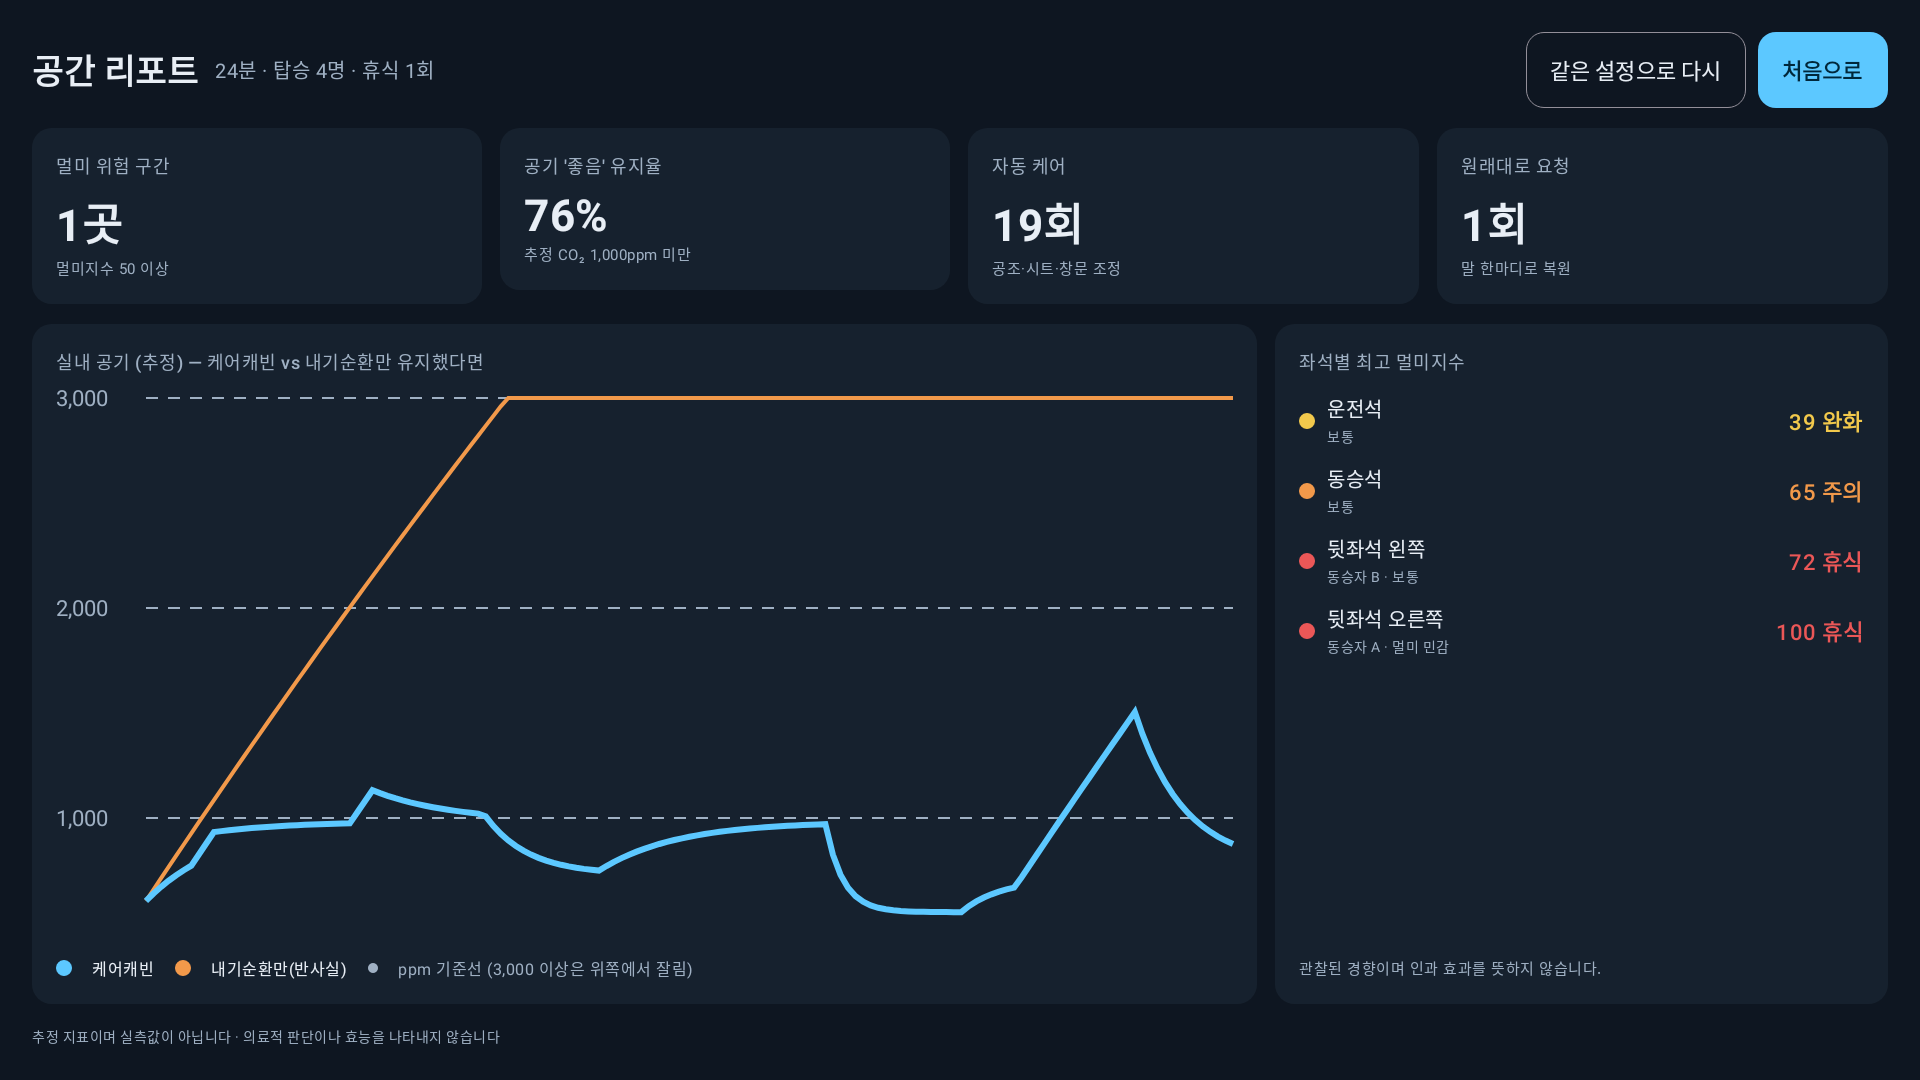 공간 리포트
24분 · 탑승 4명 · 휴식 1회
같은 설정으로 다시
처음으로
멀미 위험 구간
1곳
멀미지수 50 이상
공기 '좋음' 유지율
76%
추정 CO₂ 1,000ppm 미만
자동 케어
19회
공조·시트·창문 조정
원래대로 요청
1회
말 한마디로 복원
실내 공기 (추정) — 케어캐빈 vs 내기순환만 유지했다면
3,000
2,000
1,000
케어캐빈
내기순환만(반사실)
ppm 기준선 (3,000 이상은 위쪽에서 잘림)
좌석별 최고 멀미지수
운전석
보통
39 완화
동승석
보통
65 주의
뒷좌석 왼쪽
동승자 B · 보통
72 휴식
뒷좌석 오른쪽
동승자 A · 멀미 민감
100 휴식
관찰된 경향이며 인과 효과를 뜻하지 않습니다.
추정 지표이며 실측값이 아닙니다 · 의료적 판단이나 효능을 나타내지 않습니다